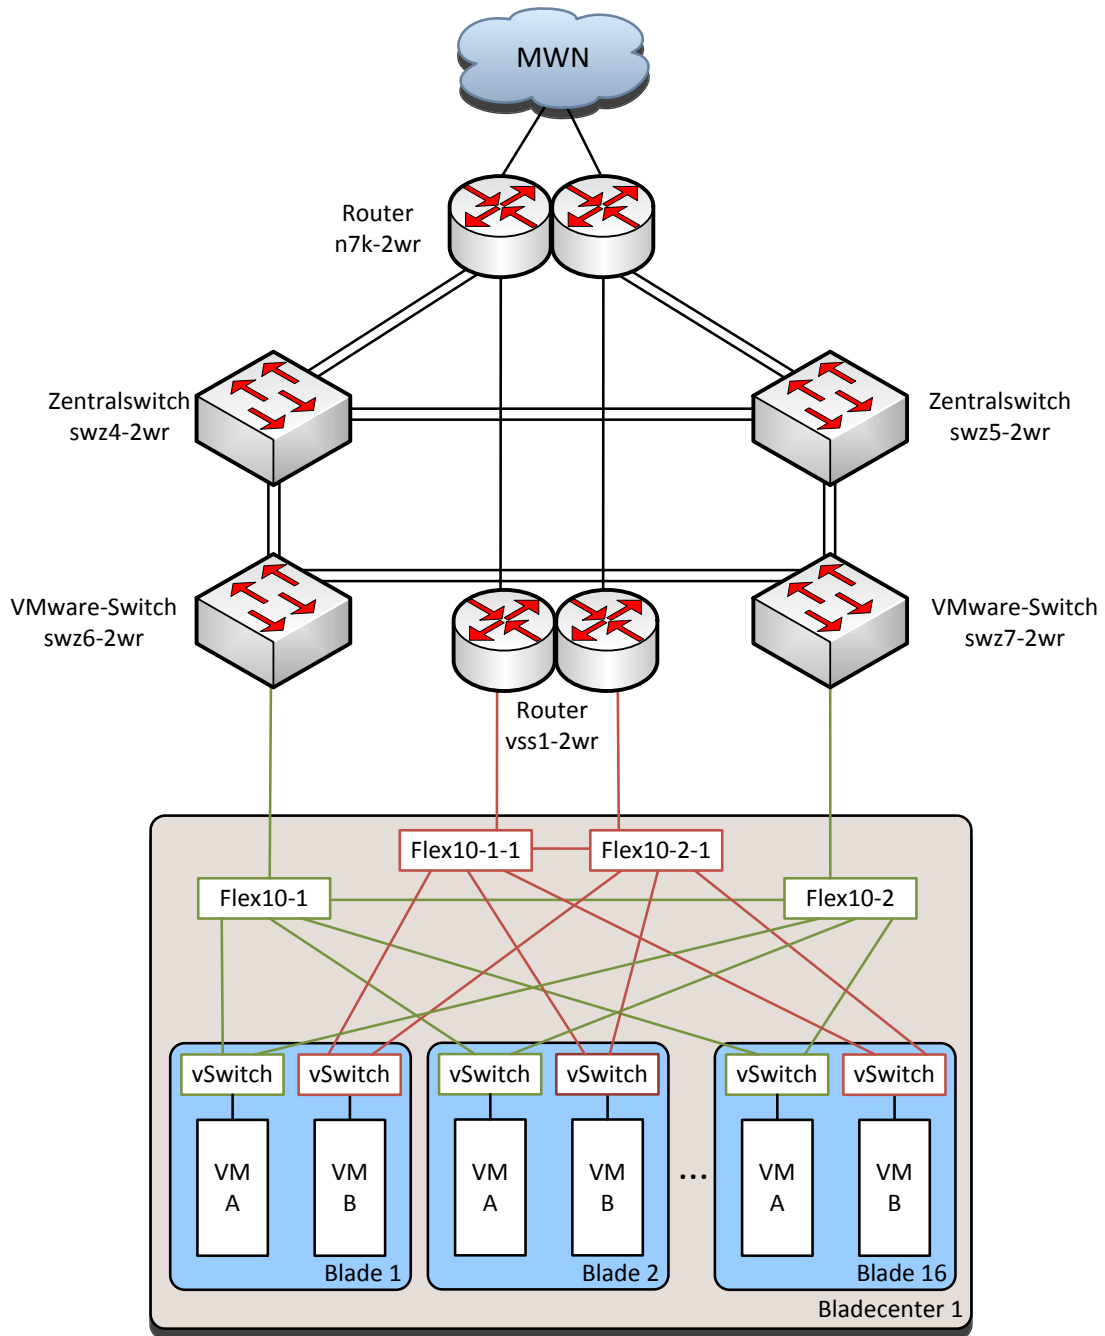 MWN
Router
n7k-2wr
Zentralswitch
swz4-2wr
Zentralswitch
swz5-2wr
VMware-Switch
swz6-2wr
VMware-Switch
swz7-2wr
Router
vss1-2wr
Flex10-1-1
Flex10-2-1
Flex10-1
Flex10-2
vSwitch
vSwitch
vSwitch
vSwitch
vSwitch
vSwitch
VM
A
VM
B
VM
A
VM
B
...
VM
A
VM
B
Blade 1
Blade 2
Blade 16
Bladecenter 1